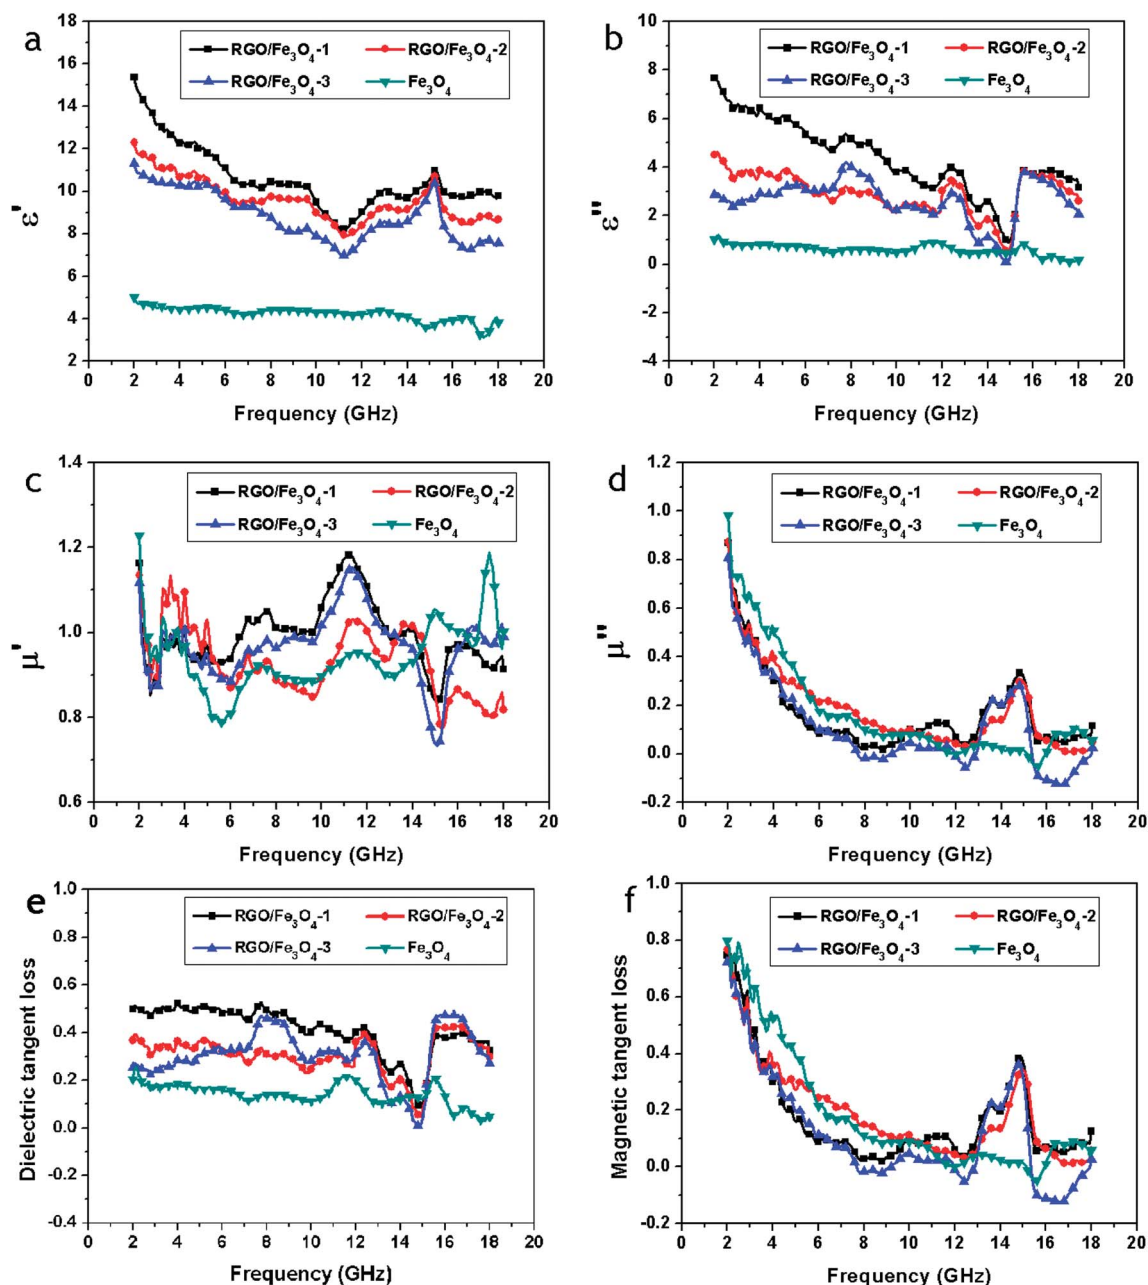 a
RGO/Fe₃O₄-1 RGO/Fe₃O₄-2
RGO/Fe₃O₄-3 Fe₃O₄
18
16
14
12
10
8
6
4
2
ε'
0 2 4 6 8 10 12 14 16 18 20
Frequency (GHz)
b
RGO/Fe₃O₄-1 RGO/Fe₃O₄-2
RGO/Fe₃O₄-3 Fe₃O₄
10
8
6
4
2
0
-2
-4
ε''
0 2 4 6 8 10 12 14 16 18 20
Frequency (GHz)
c
RGO/Fe₃O₄-1 RGO/Fe₃O₄-2
RGO/Fe₃O₄-3 Fe₃O₄
1.4
1.2
1.0
0.8
0.6
μ'
0 2 4 6 8 10 12 14 16 18 20
Frequency (GHz)
d
RGO/Fe₃O₄-1 RGO/Fe₃O₄-2
RGO/Fe₃O₄-3 Fe₃O₄
1.2
1.0
0.8
0.6
0.4
0.2
0.0
-0.2
μ''
0 2 4 6 8 10 12 14 16 18 20
Frequency (GHz)
e
RGO/Fe₃O₄-1 RGO/Fe₃O₄-2
RGO/Fe₃O₄-3 Fe₃O₄
1.0
0.8
0.6
0.4
0.2
0.0
-0.2
-0.4
Dielectric tangent loss
0 2 4 6 8 10 12 14 16 18 20
Frequency (GHz)
f
RGO/Fe₃O₄-1 RGO/Fe₃O₄-2
RGO/Fe₃O₄-3 Fe₃O₄
1.0
0.8
0.6
0.4
0.2
0.0
-0.2
Magnetic tangent loss
0 2 4 6 8 10 12 14 16 18 20
Frequency (GHz)